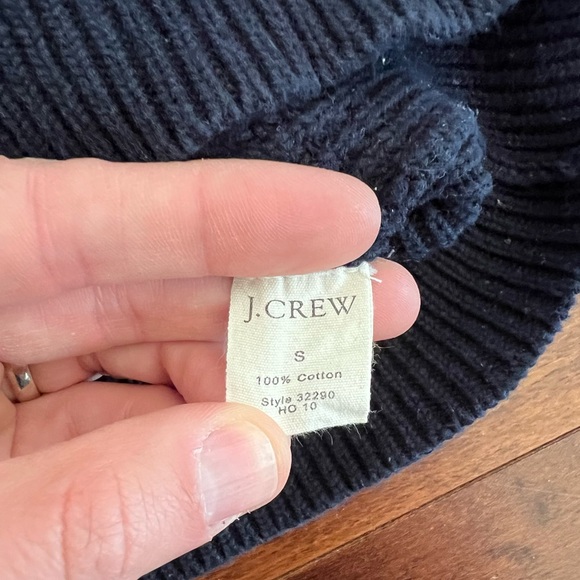 J.CREW
S
100% Cotton
Style 32290
HO 10